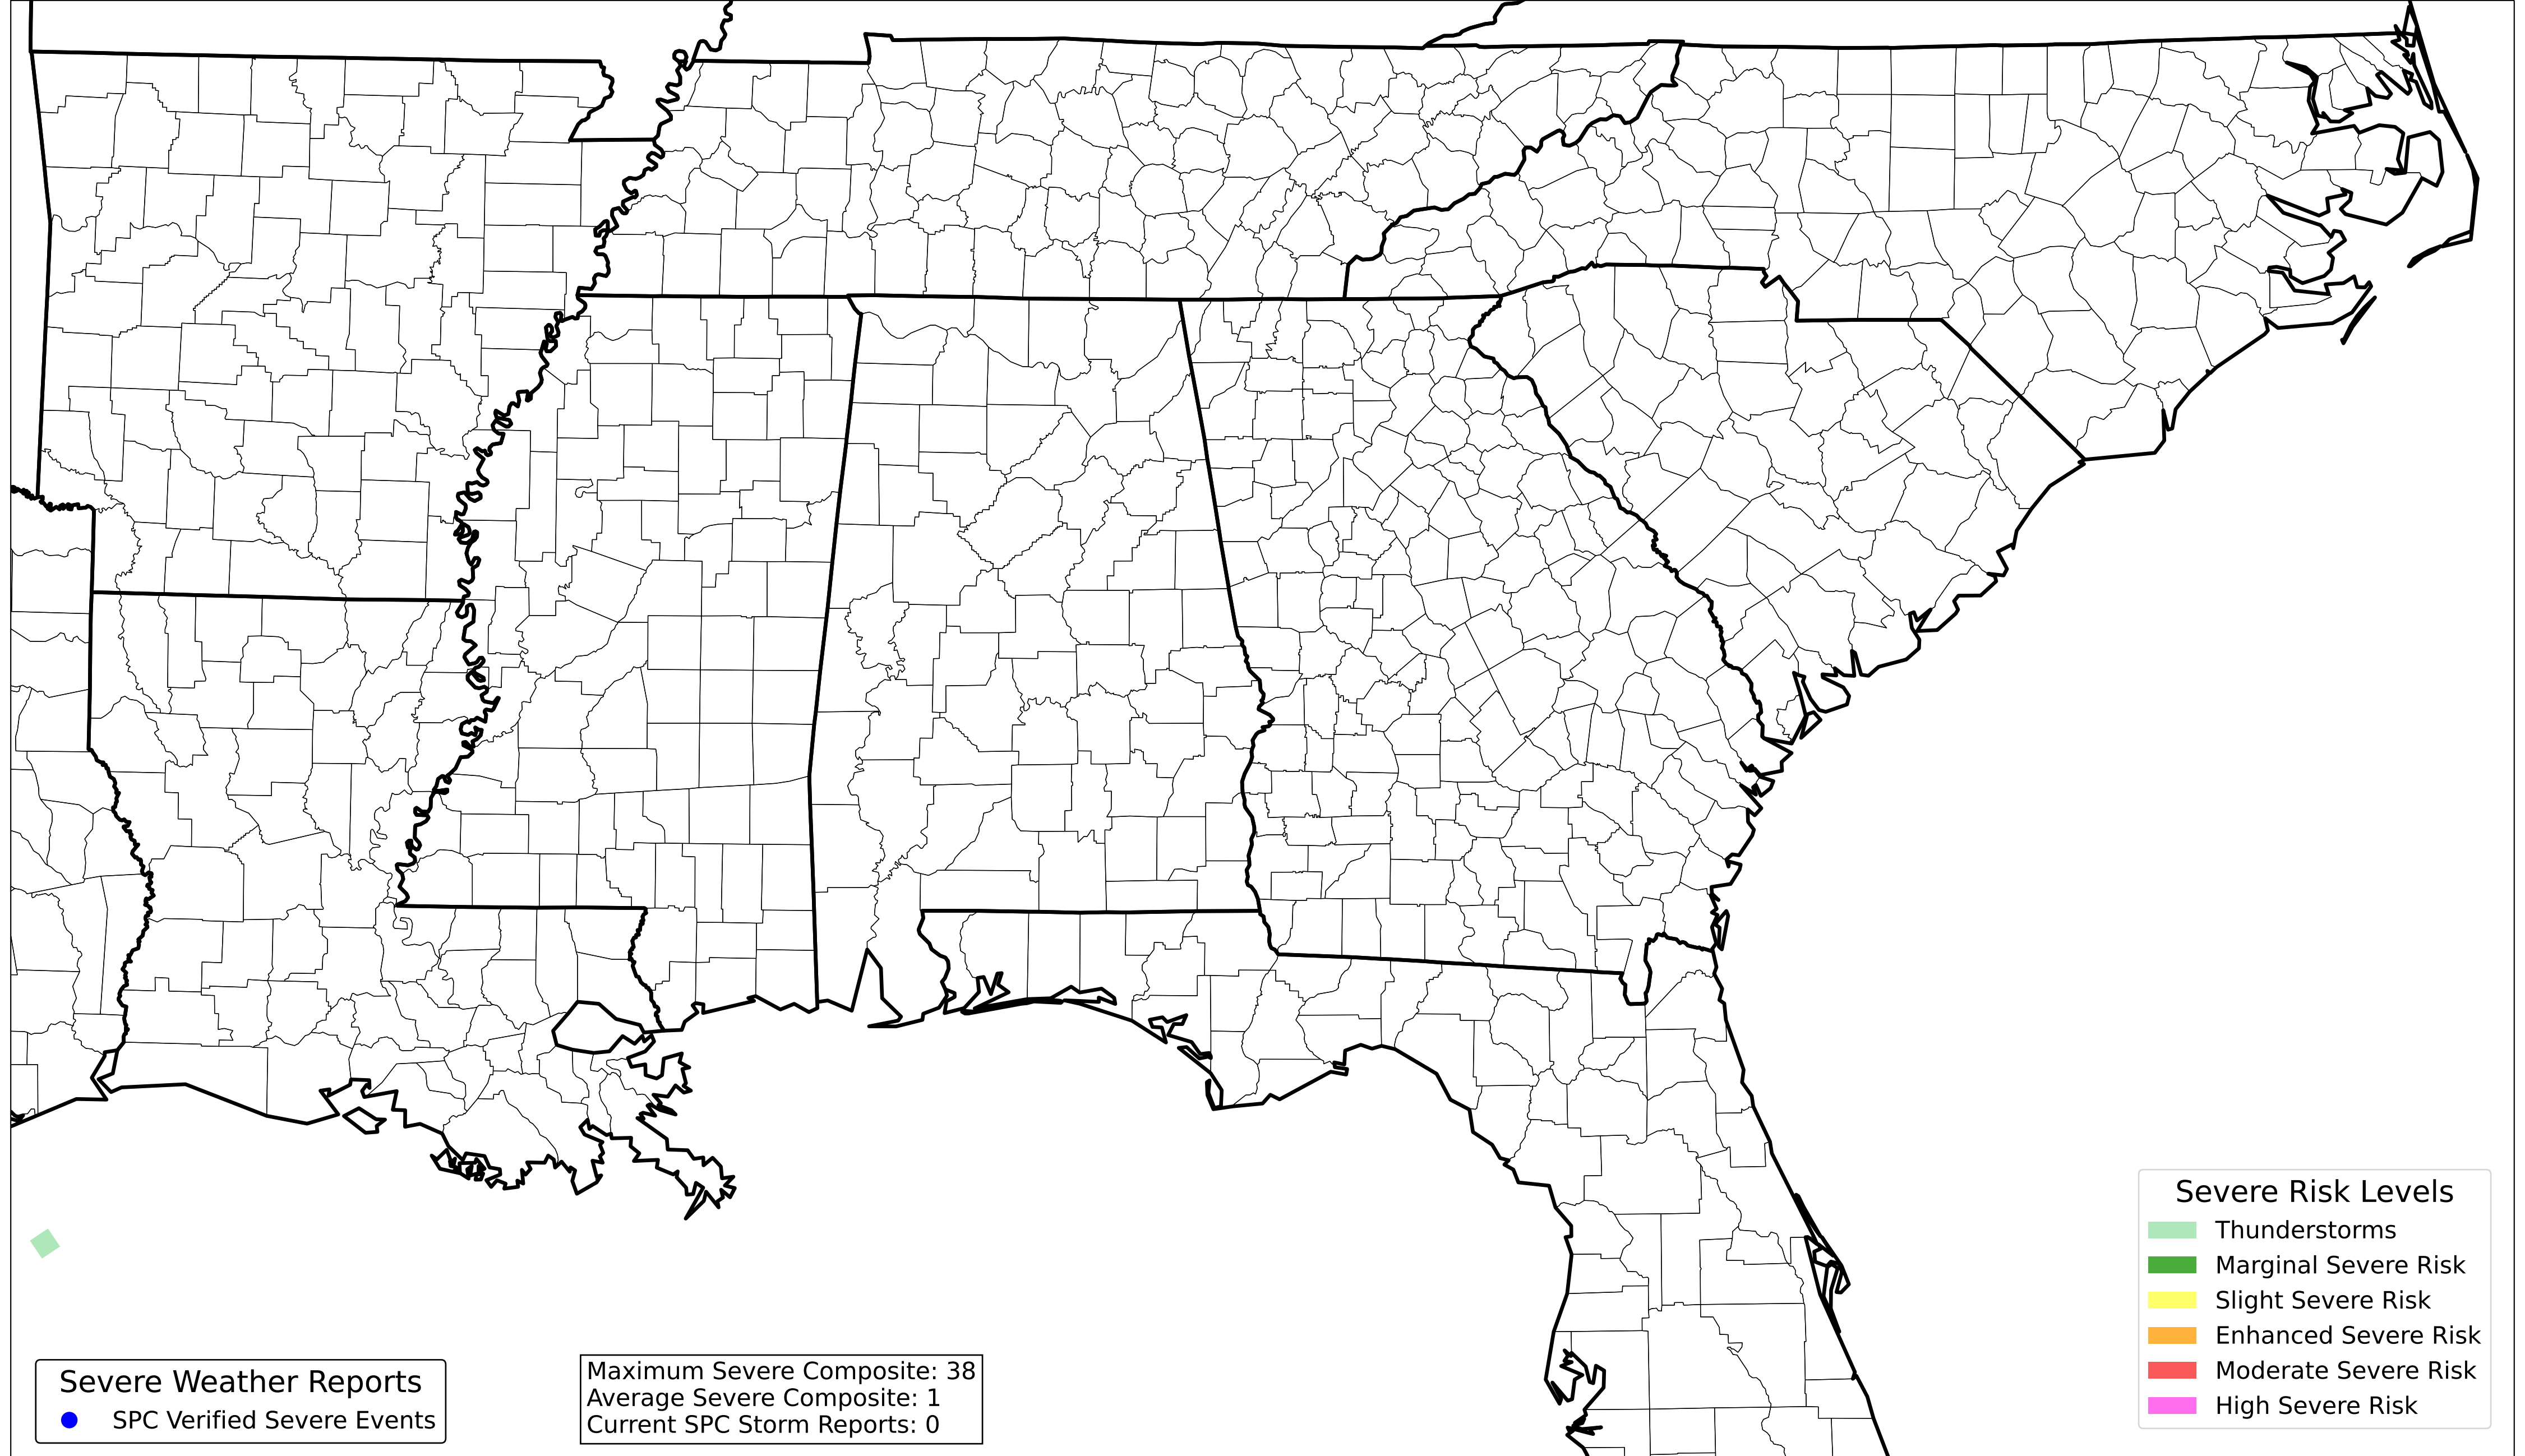 Severe Weather Reports
SPC Verified Severe Events
Maximum Severe Composite: 38
Average Severe Composite: 1
Current SPC Storm Reports: 0
Severe Risk Levels
Thunderstorms
Marginal Severe Risk
Slight Severe Risk
Enhanced Severe Risk
Moderate Severe Risk
High Severe Risk